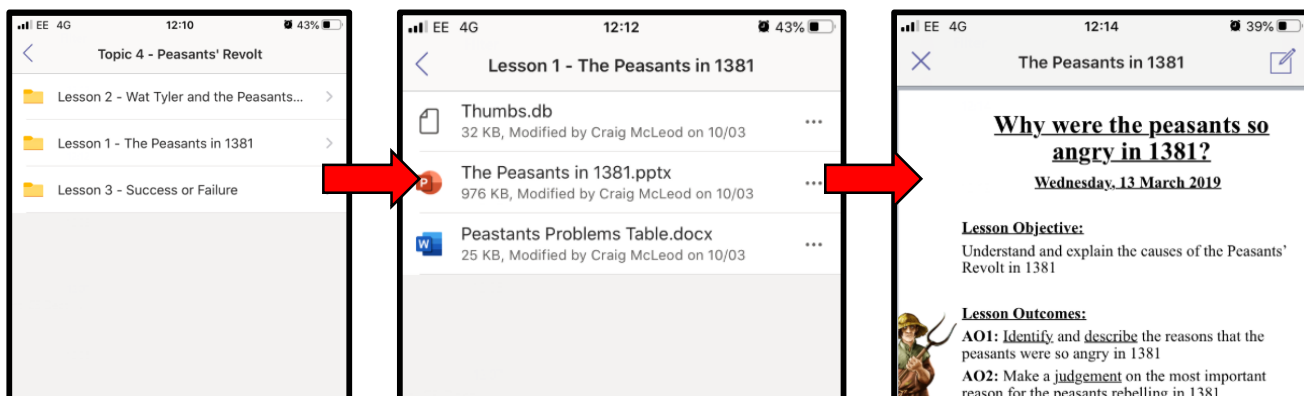 EE 4G 12:10 43%
Topic 4 - Peasants' Revolt
Lesson 2 - Wat Tyler and the Peasants...
Lesson 1 - The Peasants in 1381
Lesson 3 - Success or Failure
EE 4G 12:12 43%
Lesson 1 - The Peasants in 1381
Thumbs.db
32 KB, Modified by Craig McLeod on 10/03
The Peasants in 1381.pptx
976 KB, Modified by Craig McLeod on 10/03
Peastants Problems Table.docx
25 KB, Modified by Craig McLeod on 10/03
EE 4G 12:14 39%
The Peasants in 1381
Why were the peasants so
angry in 1381?
Wednesday, 13 March 2019
Lesson Objective:
Understand and explain the causes of the Peasants’
Revolt in 1381
Lesson Outcomes:
AO1: Identify and describe the reasons that the
peasants were so angry in 1381
AO2: Make a judgement on the most important
reason for the peasants rebelling in 1381